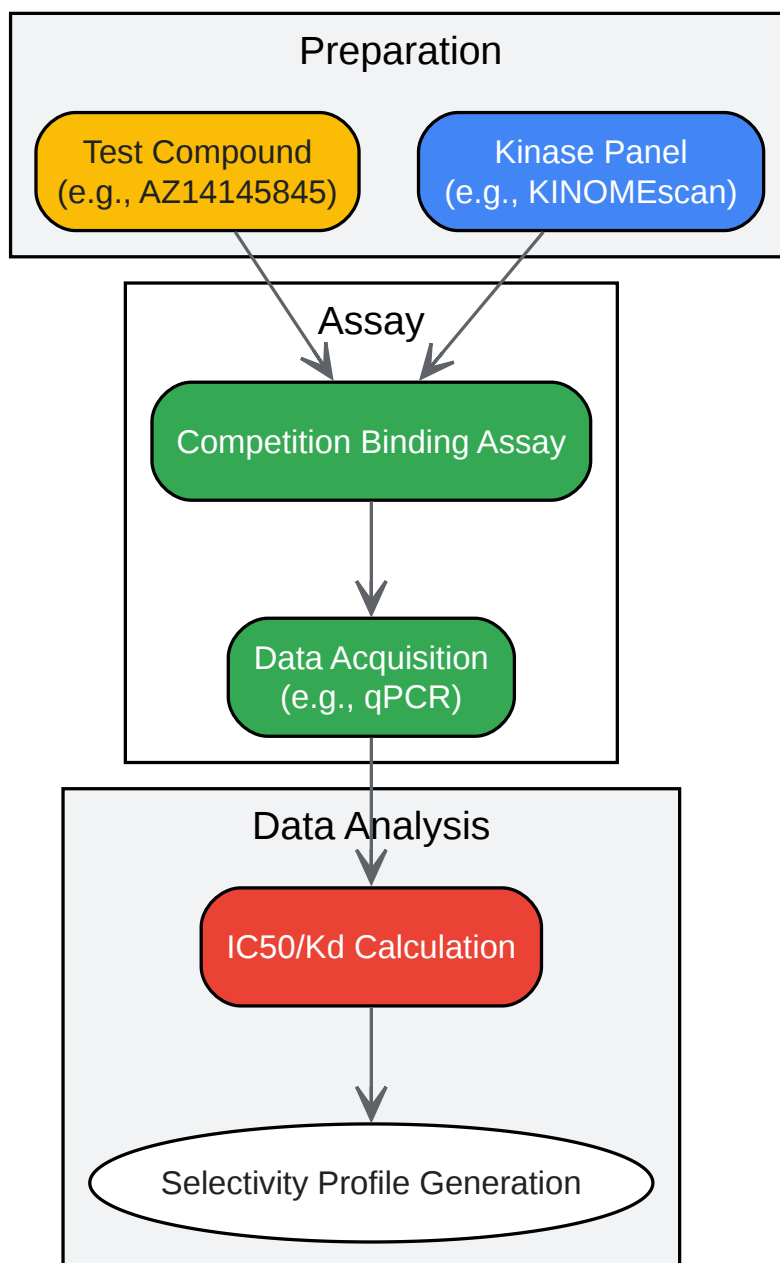 Preparation
Test Compound
(e.g., AZ14145845)
Kinase Panel
(e.g., KINOMEscan)
Assay
Competition Binding Assay
Data Acquisition
(e.g., qPCR)
Data Analysis
IC50/Kd Calculation
Selectivity Profile Generation